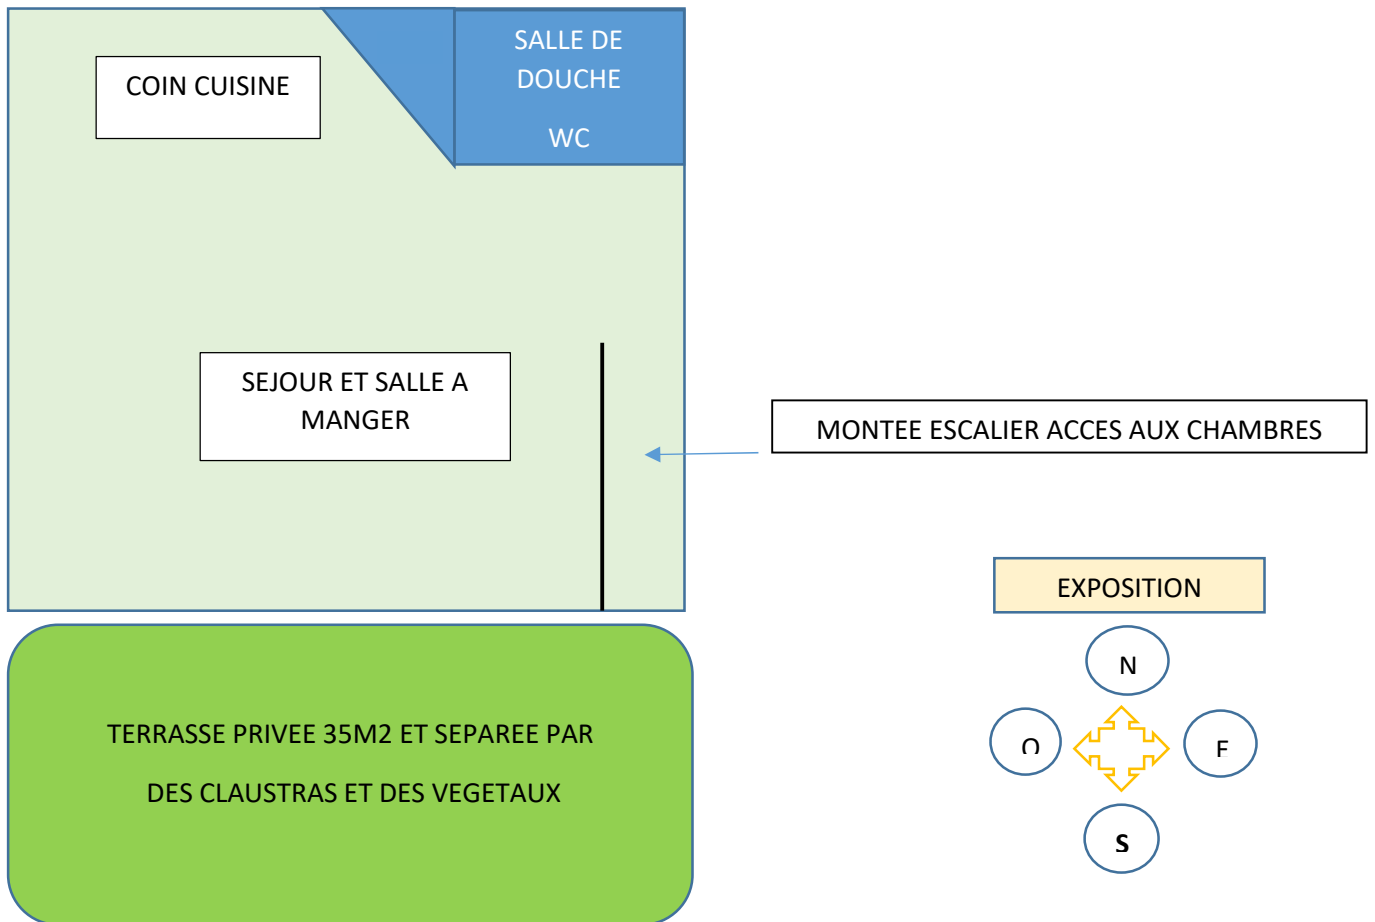 COIN CUISINE
SALLE DE
DOUCHE
WC
SEJOUR ET SALLE A
MANGER
MONTEE ESCALIER ACCES AUX CHAMBRES
EXPOSITION
N
O
E
S
TERRASSE PRIVEE 35M2 ET SEPAREE PAR
DES CLAUSTRAS ET DES VEGETAUX